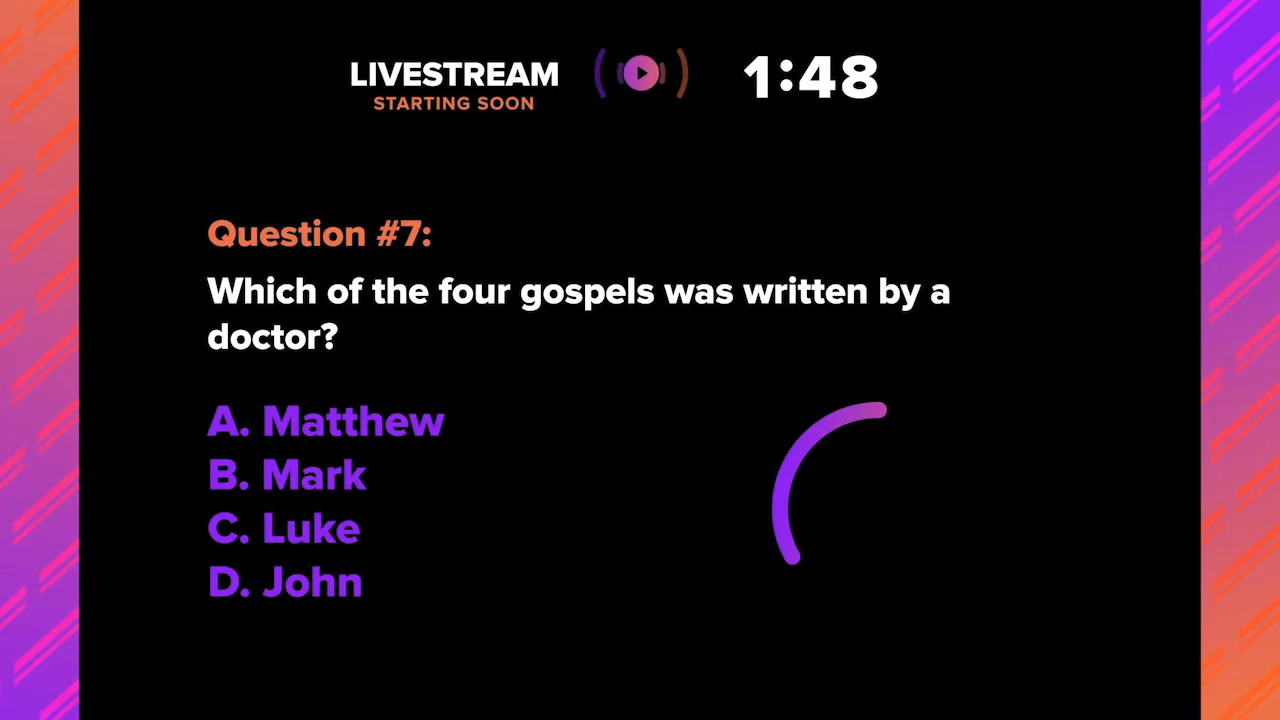 LIVESTREAM
STARTING SOON
1:48
Question #7:
Which of the four gospels was written by a
doctor?
A. Matthew
B. Mark
C. Luke
D. John